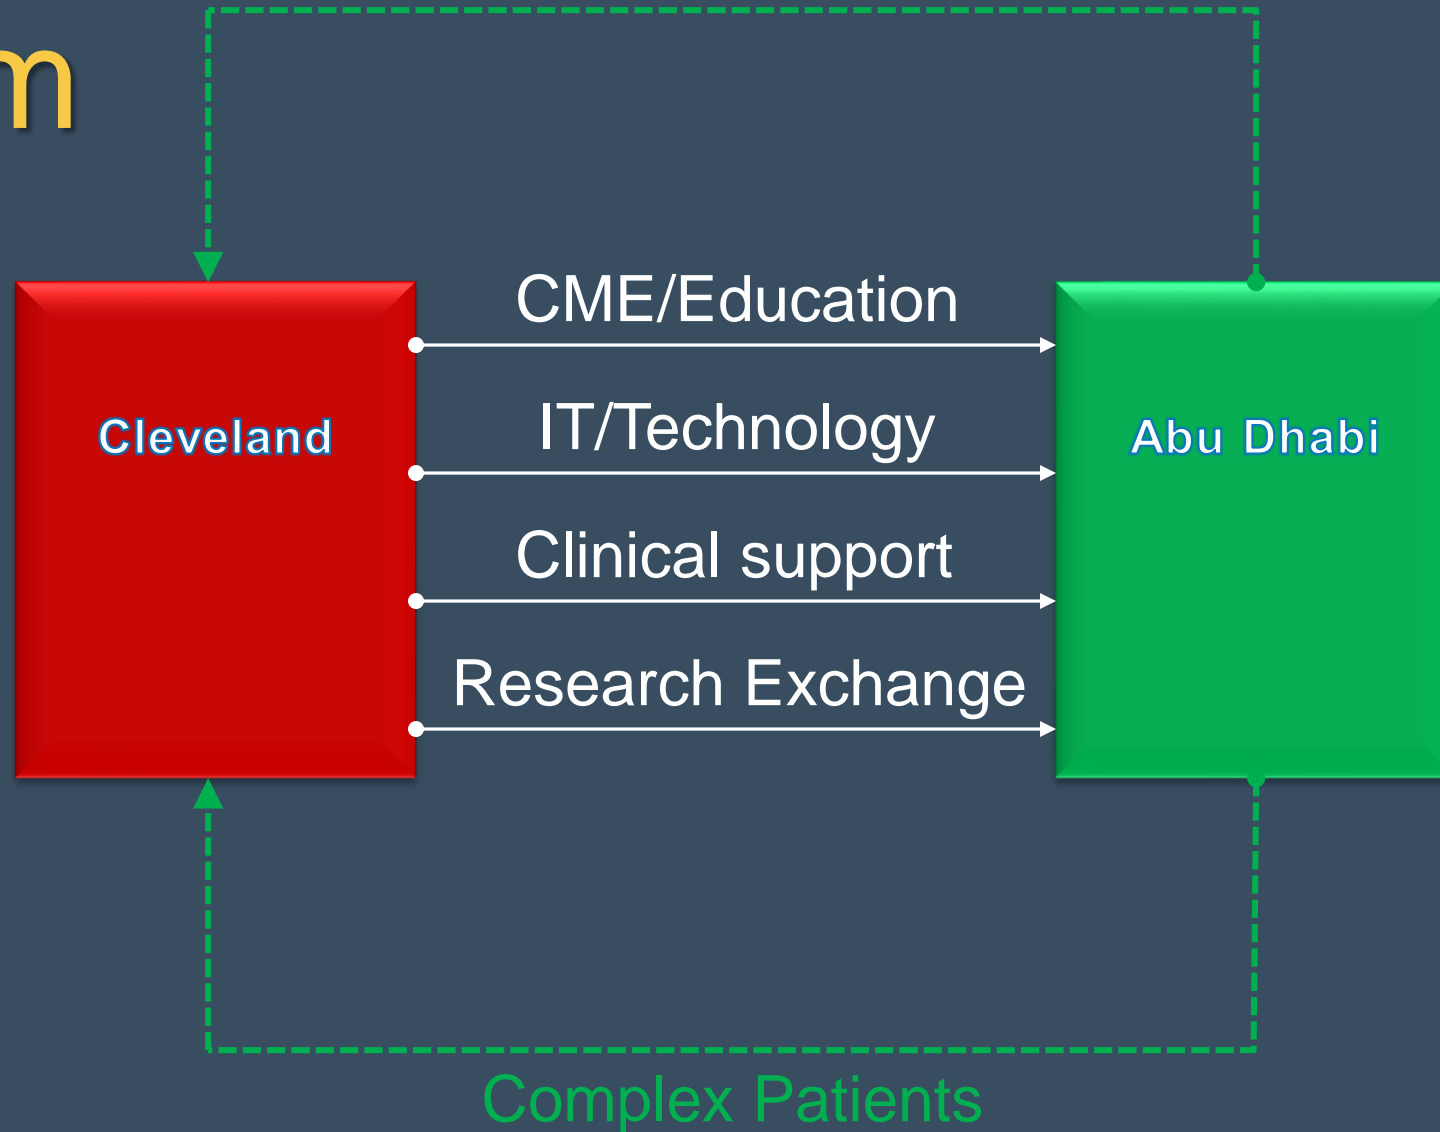 m
CME/Education
IT/Technology
Cleveland
Abu Dhabi
Clinical support
Research Exchange
Complex Patients